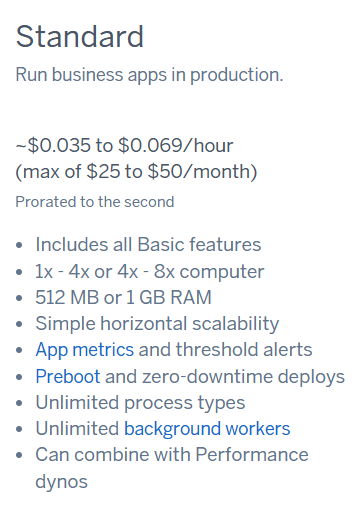 Standard
Run business apps in production.
~$0.035 to $0.069/hour
(max of $25 to $50/month)
Prorated to the second
• Includes all Basic features
• 1x - 4x or 4x - 8x computer
• 512 MB or 1 GB RAM
• Simple horizontal scalability
• App metrics and threshold alerts
• Preboot and zero-downtime deploys
• Unlimited process types
• Unlimited background workers
• Can combine with Performance
dynos